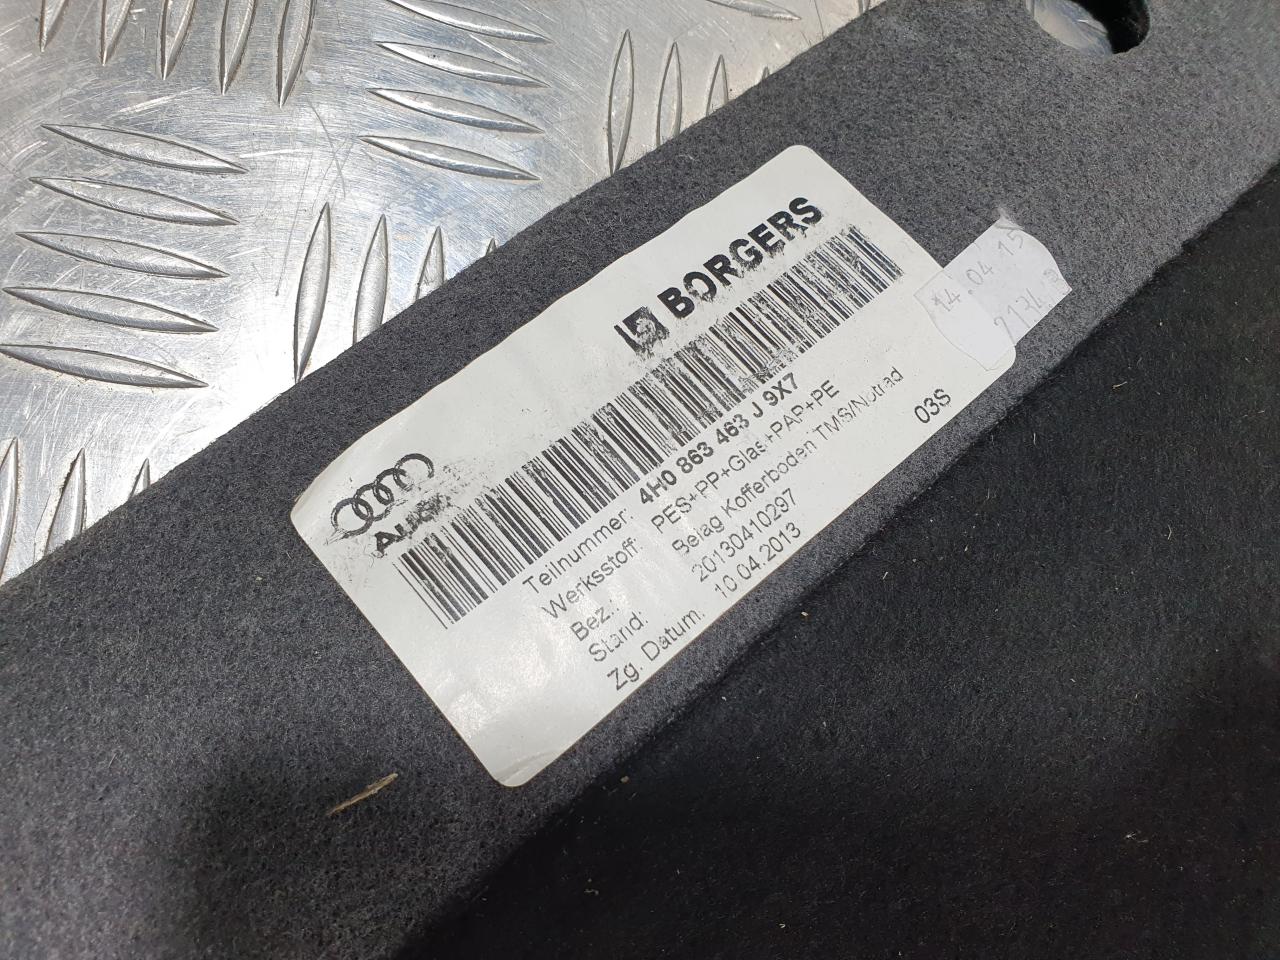 BORGERS
AUDI
14.04.15
Teilnummer: 4H0 863 463 J 9X7
Werksstoff: PES+PP+Glas+PAP+PE
Bez.: Belag Kofferboden TMS/Notrad
Stand: 20130410297
Zg. Datum: 10.04.2013
03S